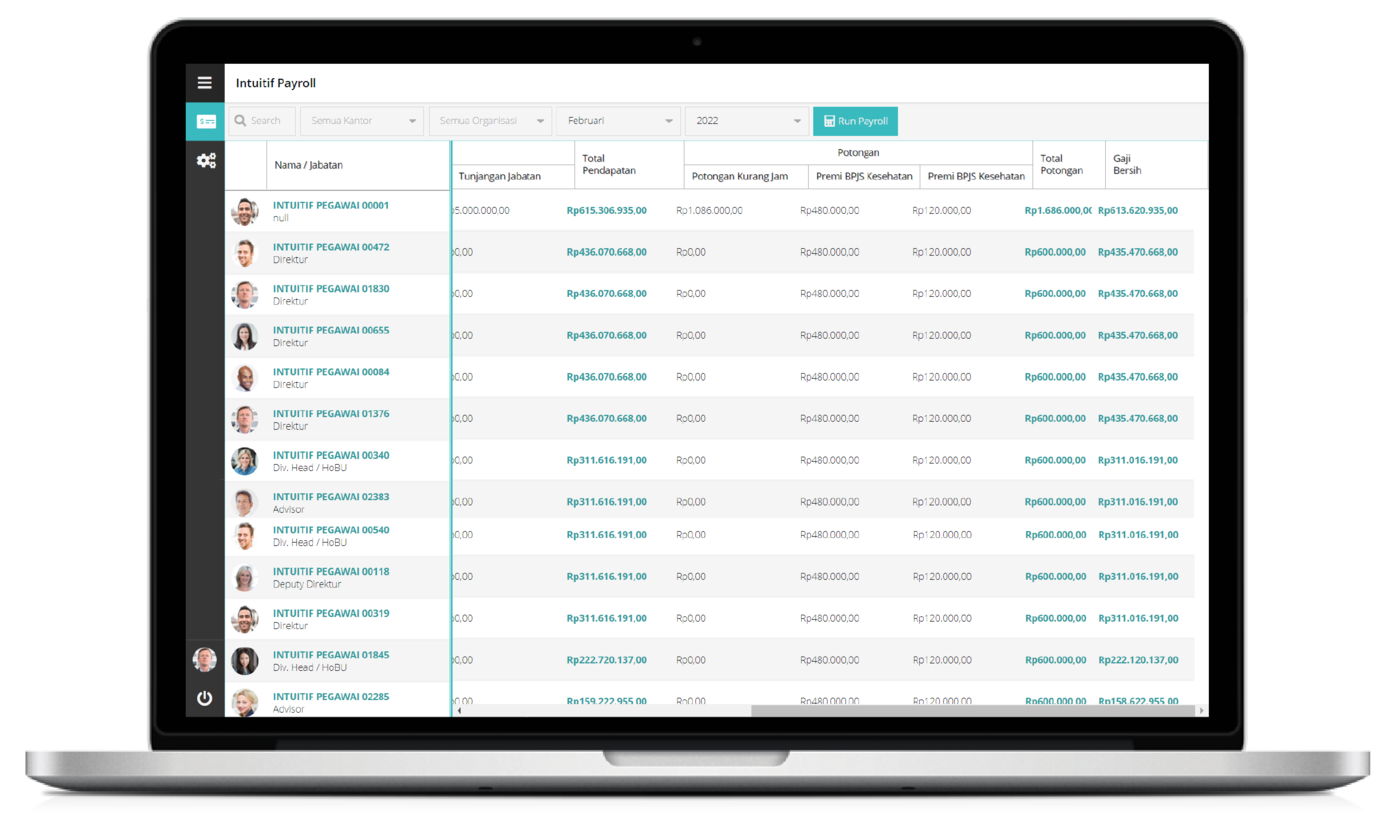 Intuitif Payroll
Search Semua Kantor Semua Organisasi Februari 2022 Run Payroll
Nama / Jabatan Tunjangan Jabatan Total Pendapatan Potongan Total Potongan Gaji Bersih
Potongan Kurang Jam Premi BPJS Kesehatan Premi BPJS Kesehatan
INTUITIF PEGAWAI 00001 5.000.000,00 Rp615.306.935,00 Rp1.086.000,00 Rp480.000,00 Rp120.000,00 Rp1.686.000,0 Rp613.620.935,00
null
INTUITIF PEGAWAI 00472 0,00 Rp436.070.668,00 Rp0,00 Rp480.000,00 Rp120.000,00 Rp600.000,00 Rp435.470.668,00
Direktur
INTUITIF PEGAWAI 01830 0,00 Rp436.070.668,00 Rp0,00 Rp480.000,00 Rp120.000,00 Rp600.000,00 Rp435.470.668,00
Direktur
INTUITIF PEGAWAI 00655 0,00 Rp436.070.668,00 Rp0,00 Rp480.000,00 Rp120.000,00 Rp600.000,00 Rp435.470.668,00
Direktur
INTUITIF PEGAWAI 00084 0,00 Rp436.070.668,00 Rp0,00 Rp480.000,00 Rp120.000,00 Rp600.000,00 Rp435.470.668,00
Direktur
INTUITIF PEGAWAI 01376 0,00 Rp436.070.668,00 Rp0,00 Rp480.000,00 Rp120.000,00 Rp600.000,00 Rp435.470.668,00
Direktur
INTUITIF PEGAWAI 00340 0,00 Rp311.616.191,00 Rp0,00 Rp480.000,00 Rp120.000,00 Rp600.000,00 Rp311.016.191,00
Div. Head / HoBU
INTUITIF PEGAWAI 02383 0,00 Rp311.616.191,00 Rp0,00 Rp480.000,00 Rp120.000,00 Rp600.000,00 Rp311.016.191,00
Advisor
INTUITIF PEGAWAI 00540 0,00 Rp311.616.191,00 Rp0,00 Rp480.000,00 Rp120.000,00 Rp600.000,00 Rp311.016.191,00
Div. Head / HoBU
INTUITIF PEGAWAI 00118 0,00 Rp311.616.191,00 Rp0,00 Rp480.000,00 Rp120.000,00 Rp600.000,00 Rp311.016.191,00
Deputy Direktur
INTUITIF PEGAWAI 00319 0,00 Rp311.616.191,00 Rp0,00 Rp480.000,00 Rp120.000,00 Rp600.000,00 Rp311.016.191,00
Direktur
INTUITIF PEGAWAI 01845 0,00 Rp222.720.137,00 Rp0,00 Rp480.000,00 Rp120.000,00 Rp600.000,00 Rp222.120.137,00
Div. Head / HoBU
INTUITIF PEGAWAI 02285 0,00 Rp159.222.955,00 Rp0,00 Rp480.000,00 Rp120.000,00 Rp600.000,00 Rp158.622.955,00
Advisor